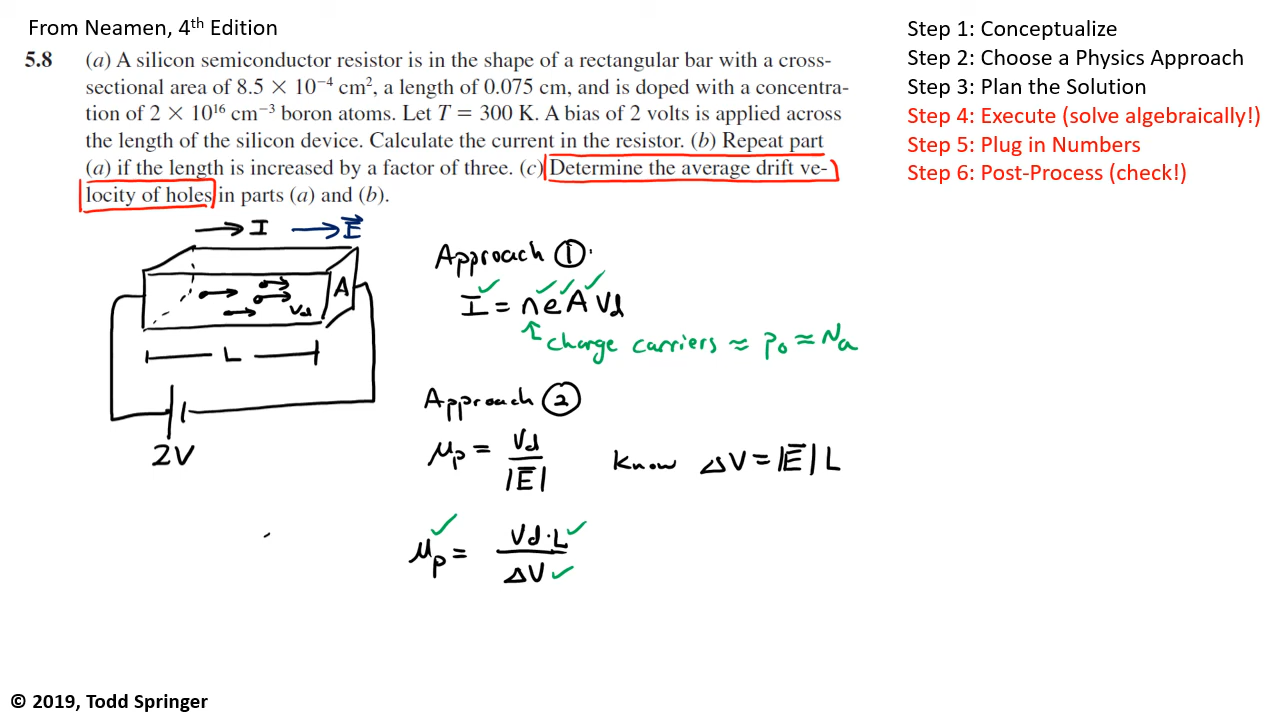 From Neamen, 4th Edition
5.8 (a) A silicon semiconductor resistor is in the shape of a rectangular bar with a cross-
sectional area of 8.5 × 10⁻⁴ cm², a length of 0.075 cm, and is doped with a concentra-
tion of 2 × 10¹⁶ cm⁻³ boron atoms. Let T = 300 K. A bias of 2 volts is applied across
the length of the silicon device. Calculate the current in the resistor. (b) Repeat part
(a) if the length is increased by a factor of three. (c) Determine the average drift ve-
locity of holes in parts (a) and (b).
Step 1: Conceptualize
Step 2: Choose a Physics Approach
Step 3: Plan the Solution
Step 4: Execute (solve algebraically!)
Step 5: Plug in Numbers
Step 6: Post-Process (check!)
→ I → E⃗
A
Vd
L
2V
Approach ①
I = n e A Vd
charge carriers ≈ p₀ ≈ Na
Approach ②
μp = Vd / |E⃗| Know ΔV = |E⃗| L
μp = Vd · L / ΔV
© 2019, Todd Springer